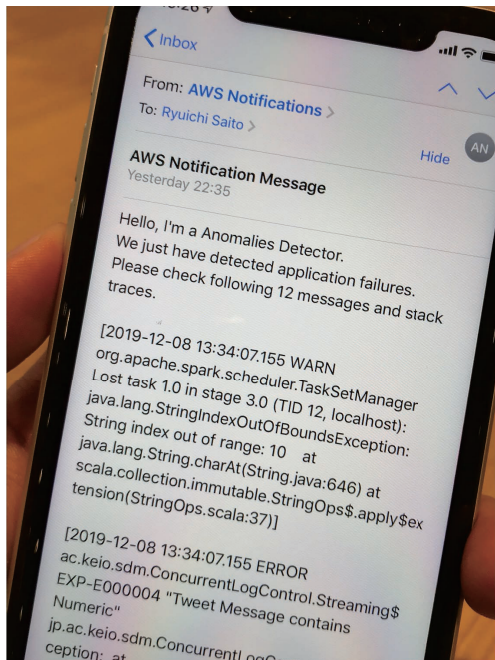 Inbox
From: AWS Notifications
To: Ryuichi Saito
Hide
AN
AWS Notification Message
Yesterday 22:35
Hello, I'm a Anomalies Detector.
We just have detected application failures.
Please check following 12 messages and stack
traces.
[2019-12-08 13:34:07.155 WARN
org.apache.spark.scheduler.TaskSetManager
Lost task 1.0 in stage 3.0 (TID 12, localhost):
java.lang.StringIndexOutOfBoundsException:
String index out of range: 10 at
java.lang.String.charAt(String.java:646) at
scala.collection.immutable.StringOps$.apply$ex
tension(StringOps.scala:37)]
[2019-12-08 13:34:07.155 ERROR
ac.keio.sdm.ConcurrentLogControl.Streaming$
EXP-E000004 "Tweet Message contains
Numeric"
jp.ac.keio.sdm.ConcurrentLogC
ception: at